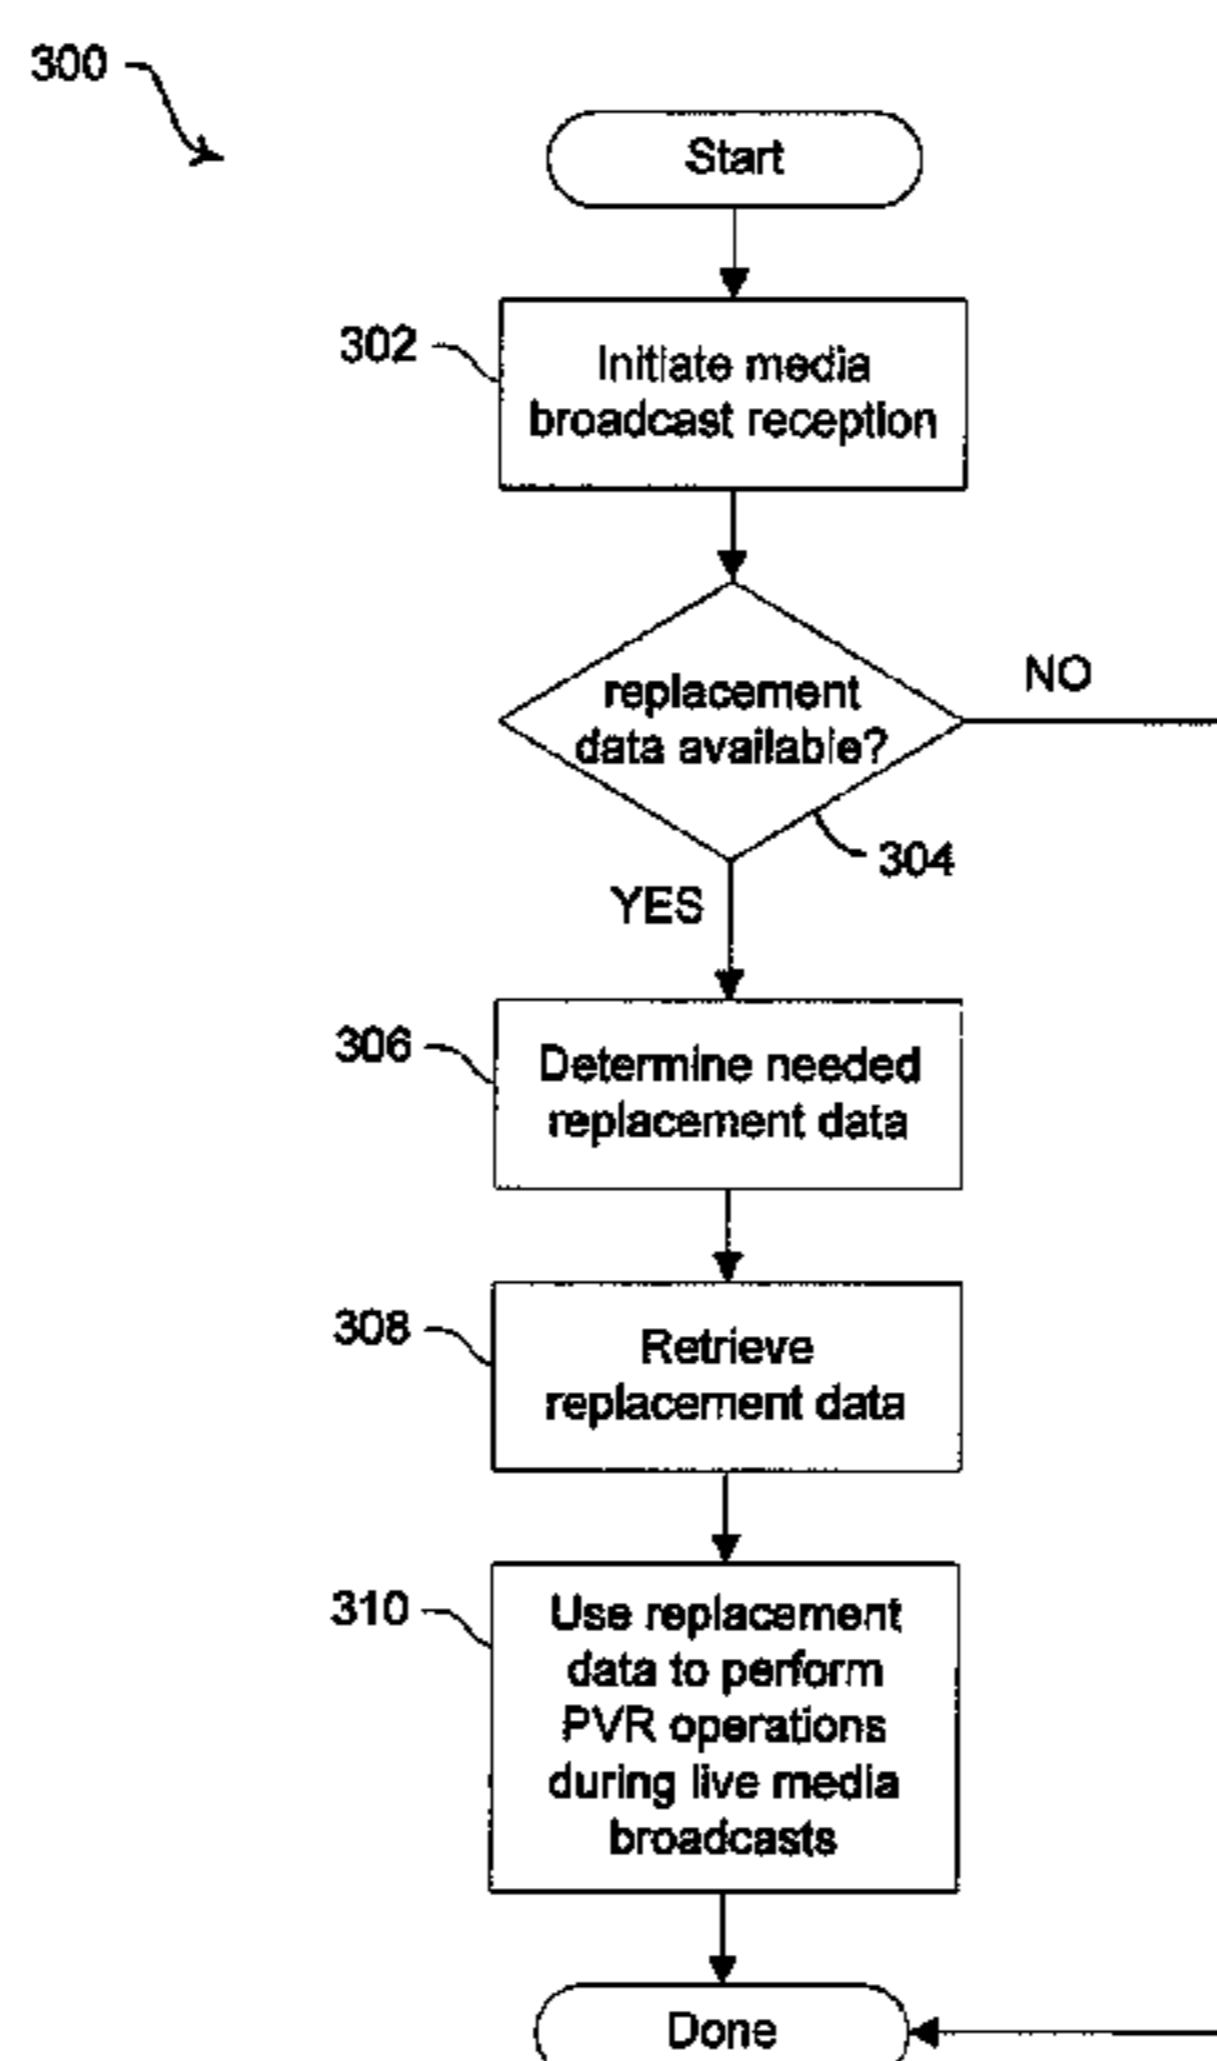 300
Start
302
Initiate media
broadcast reception
replacement
data available?
NO
304
YES
306
Determine needed
replacement data
308
Retrieve
replacement data
310
Use replacement
data to perform
PVR operations
during live media
broadcasts
Done